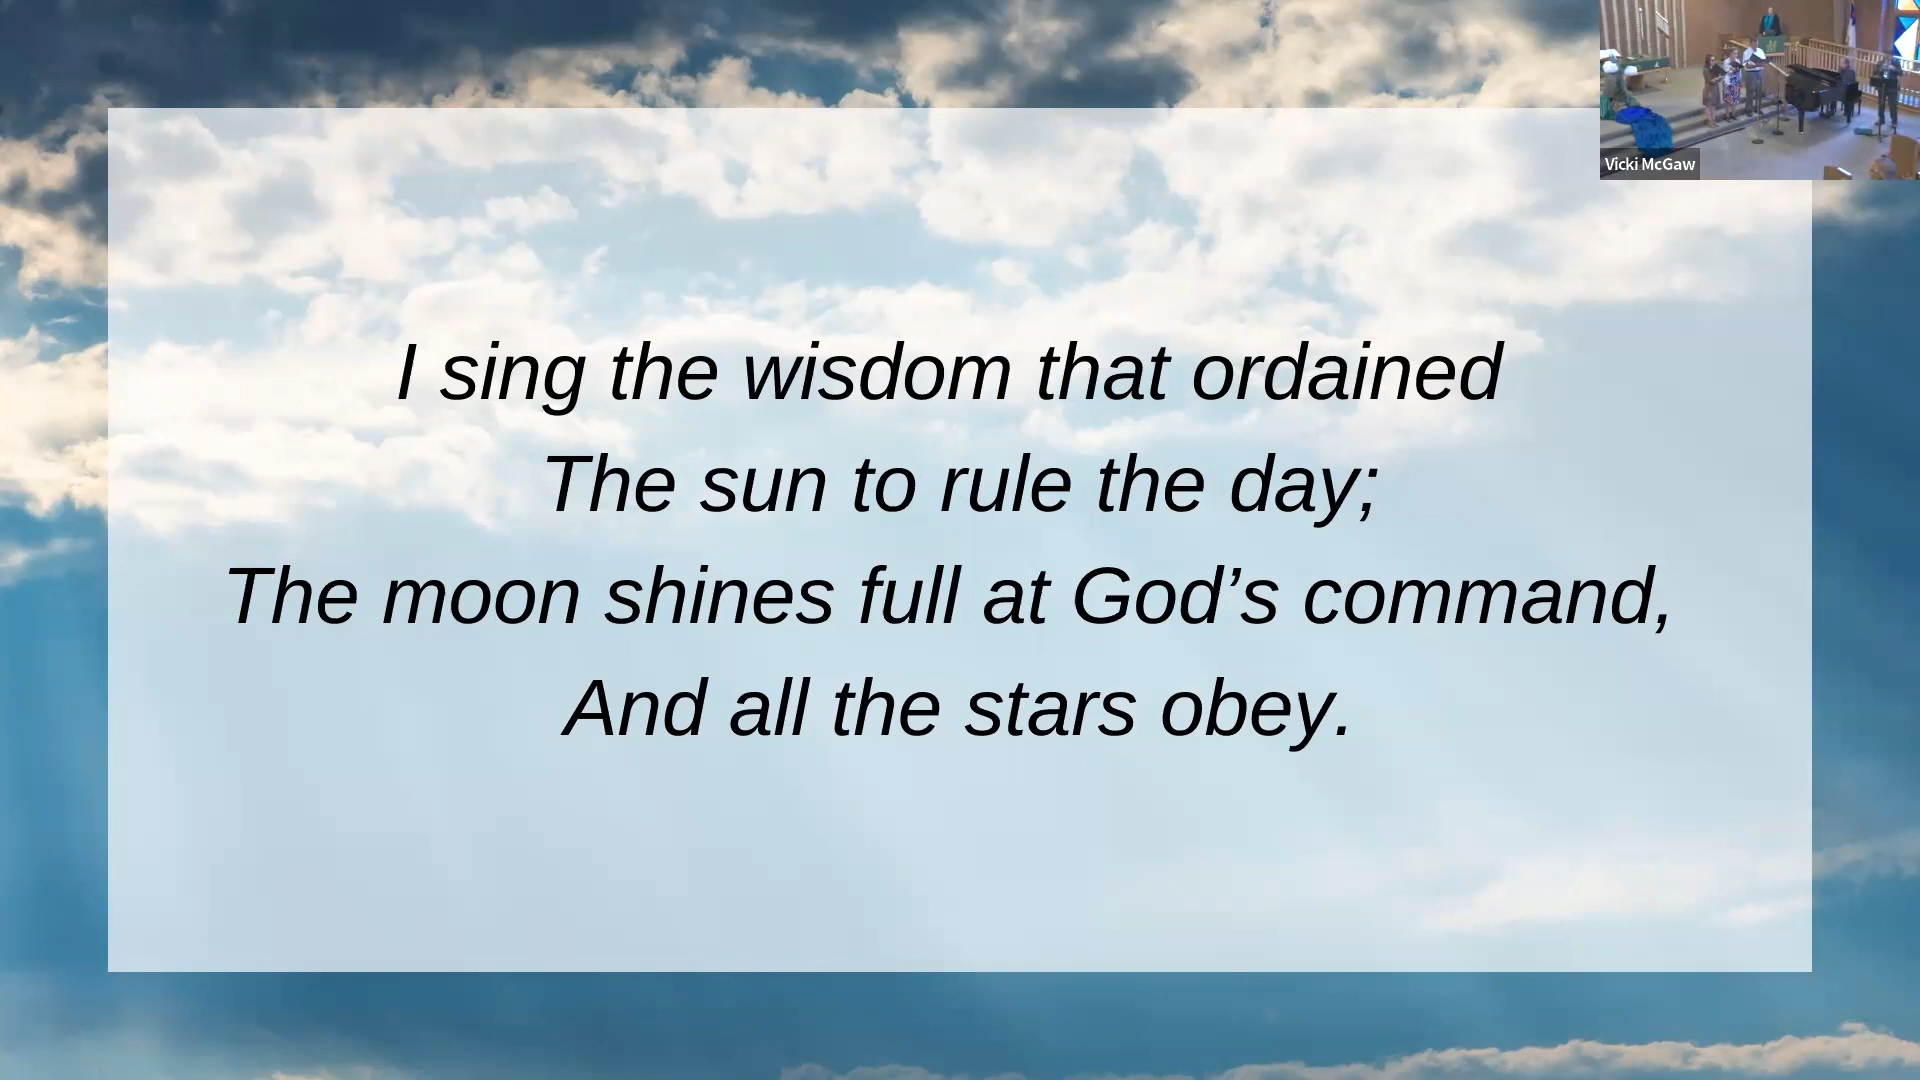 Vicki McGaw
I sing the wisdom that ordained
The sun to rule the day;
The moon shines full at God’s command,
And all the stars obey.